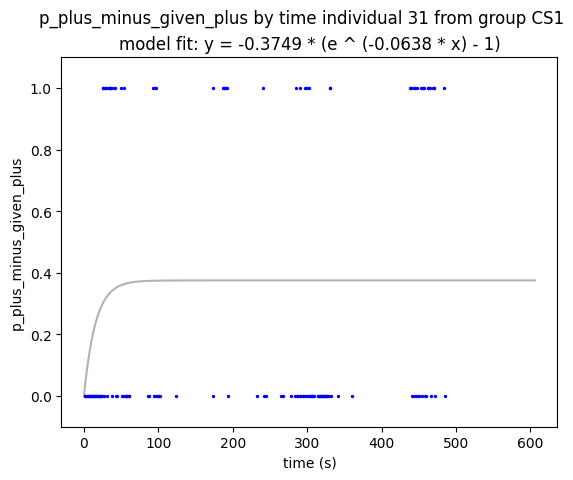 p_plus_minus_given_plus by time individual 31 from group CS1
model fit: y = -0.3749 * (e ^ (-0.0638 * x) - 1)
1.0
0.8
0.6
0.4
0.2
0.0
p_plus_minus_given_plus
0 100 200 300 400 500 600
time (s)